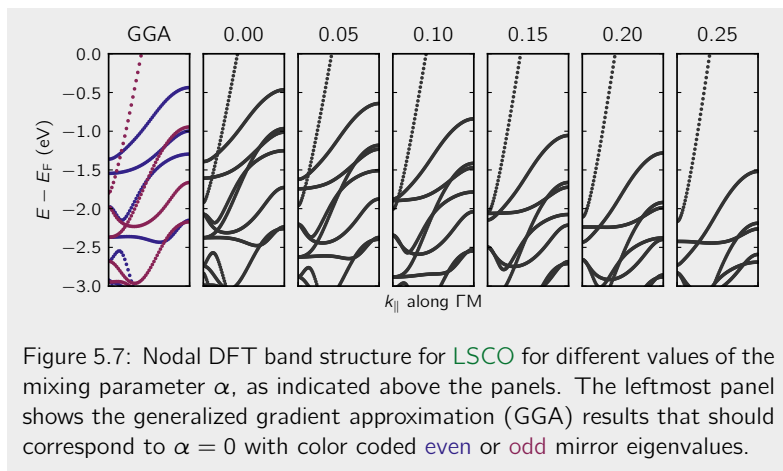 GGA 0.00 0.05 0.10 0.15 0.20 0.25
0.0
−0.5
−1.0
−1.5
−2.0
−2.5
−3.0
E − E_F (eV)
k_∥ along ΓM
Figure 5.7: Nodal DFT band structure for LSCO for different values of the
mixing parameter α, as indicated above the panels. The leftmost panel
shows the generalized gradient approximation (GGA) results that should
correspond to α = 0 with color coded even or odd mirror eigenvalues.